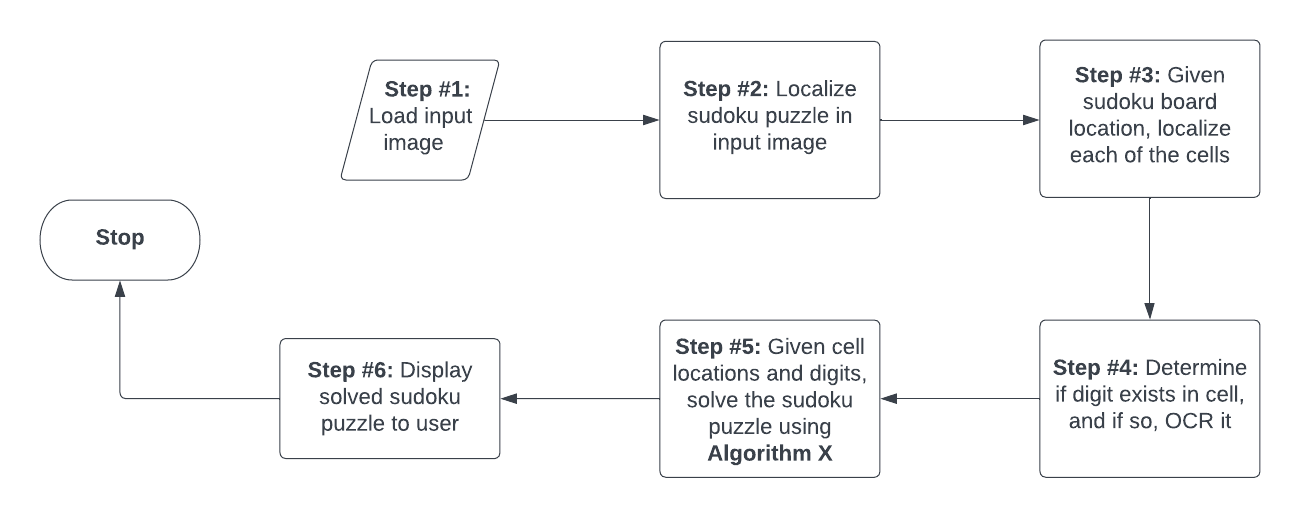 Step #1:
Load input
image
Step #2: Localize
sudoku puzzle in
input image
Step #3: Given
sudoku board
location, localize
each of the cells
Step #4: Determine
if digit exists in cell,
and if so, OCR it
Step #5: Given cell
locations and digits,
solve the sudoku
puzzle using
Algorithm X
Step #6: Display
solved sudoku
puzzle to user
Stop